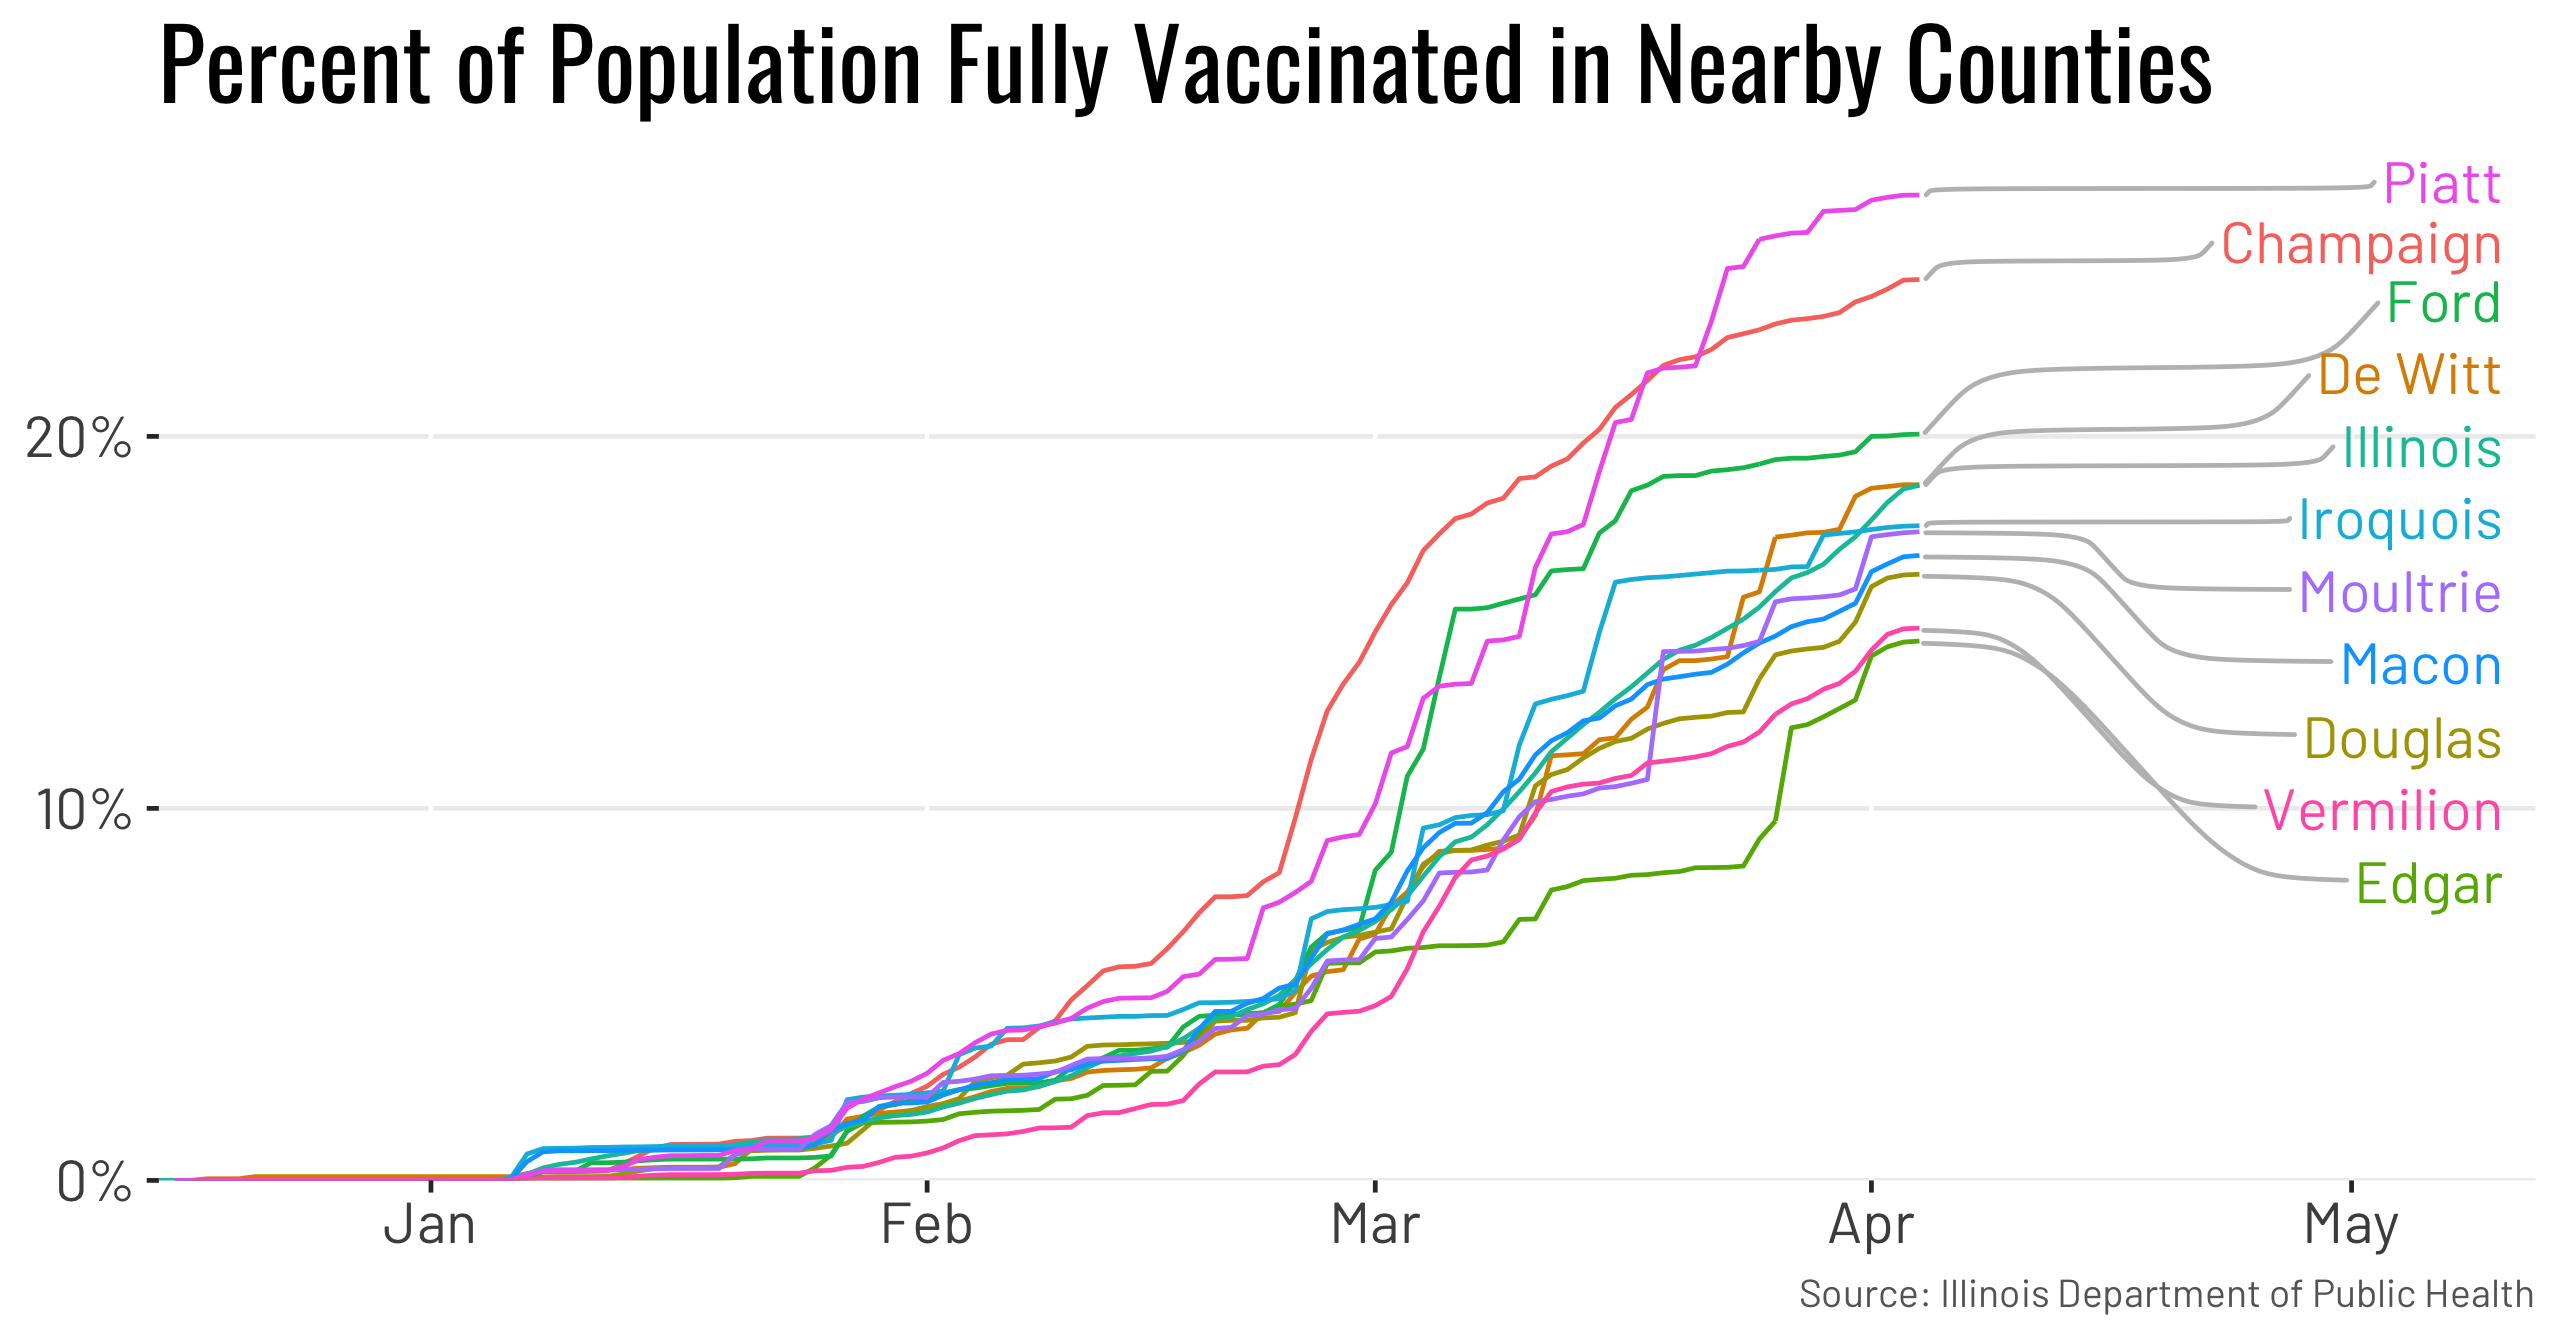 Percent of Population Fully Vaccinated in Nearby Counties
Piatt
Champaign
Ford
De Witt
20%
Illinois
Iroquois
Moultrie
Macon
Douglas
10%
Vermilion
Edgar
0%
Jan Feb Mar Apr May
Source: Illinois Department of Public Health